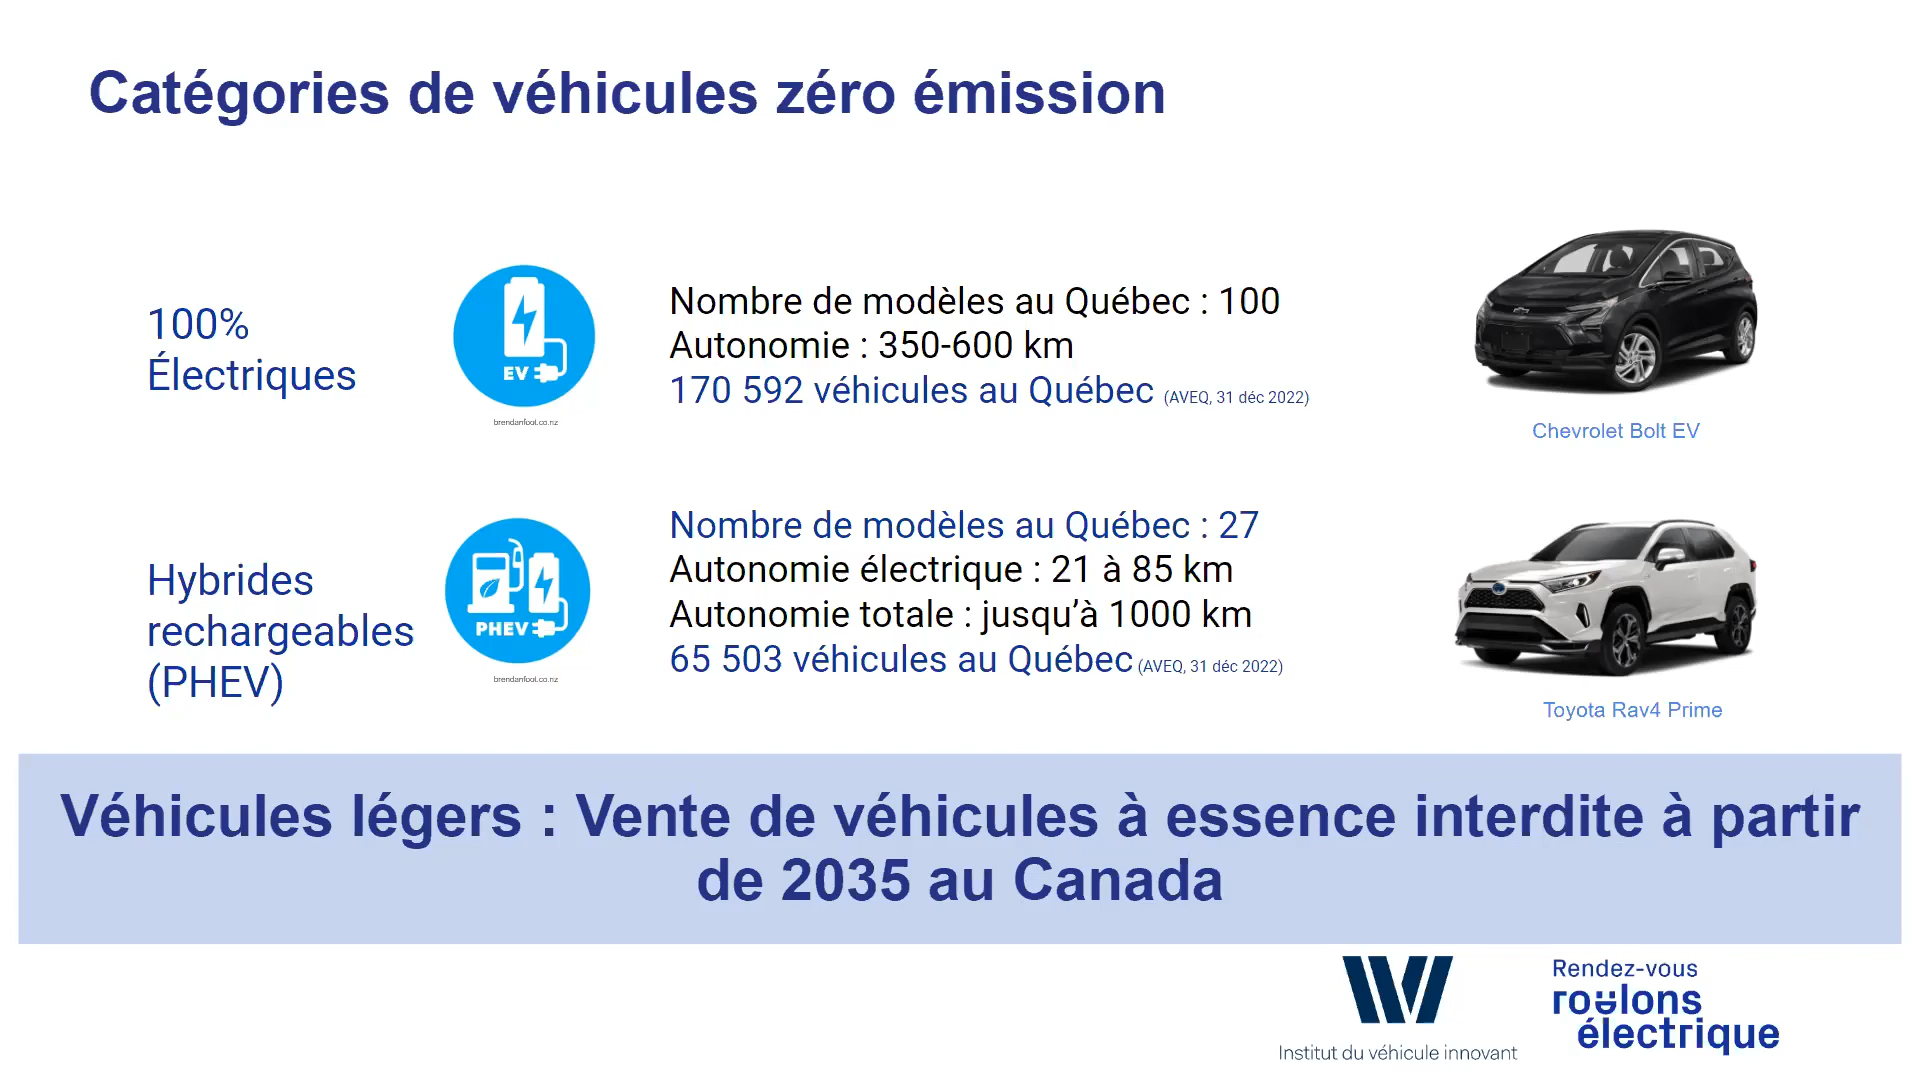 Catégories de véhicules zéro émission
100%
Électriques
EV
brendanfoot.co.nz
Nombre de modèles au Québec : 100
Autonomie : 350-600 km
170 592 véhicules au Québec (AVEQ, 31 déc 2022)
Chevrolet Bolt EV
Hybrides
rechargeables
(PHEV)
PHEV
brendanfoot.co.nz
Nombre de modèles au Québec : 27
Autonomie électrique : 21 à 85 km
Autonomie totale : jusqu’à 1000 km
65 503 véhicules au Québec (AVEQ, 31 déc 2022)
Toyota Rav4 Prime
Véhicules légers : Vente de véhicules à essence interdite à partir
de 2035 au Canada
Institut du véhicule innovant
Rendez-vous
roulons
électrique